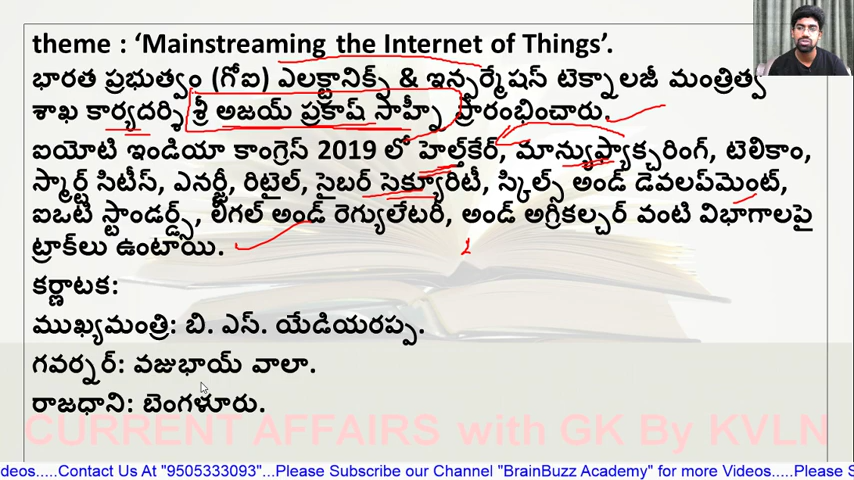 theme : ‘Mainstreaming the Internet of Things’.
భారత ప్రభుత్వం (గోఐ) ఎలక్ట్రానిక్స్ & ఇన్ఫర్మేషన్ టెక్నాలజీ మంత్రిత్వ
శాఖ కార్యదర్శి శ్రీ అజయ్ ప్రకాష్ సాహ్నీ ప్రారంభించారు.
ఐయోటి ఇండియా కాంగ్రెస్ 2019 లో హెల్త్‌కేర్, మాన్యుఫ్యాక్చరింగ్, టెలికాం,
స్మార్ట్ సిటీస్, ఎనర్జీ, రిటైల్, సైబర్ సెక్యూరిటీ, స్కిల్స్ అండ్ డెవలప్‌మెంట్,
ఐఒటి స్టాండర్డ్స్, లీగల్ అండ్ రెగ్యులేటరీ, అండ్ అగ్రికల్చర్ వంటి విభాగాలపై
ట్రాక్‌లు ఉంటాయి.
కర్ణాటక:
ముఖ్యమంత్రి: బి. ఎస్. యేడియరప్ప.
గవర్నర్: వజుభాయ్ వాలా.
రాజధాని: బెంగళూరు.
CURRENT AFFAIRS with GK By KVLN
ideos.....Contact Us At "9505333093"...Please Subscribe our Channel "BrainBuzz Academy" for more Videos.....Please S